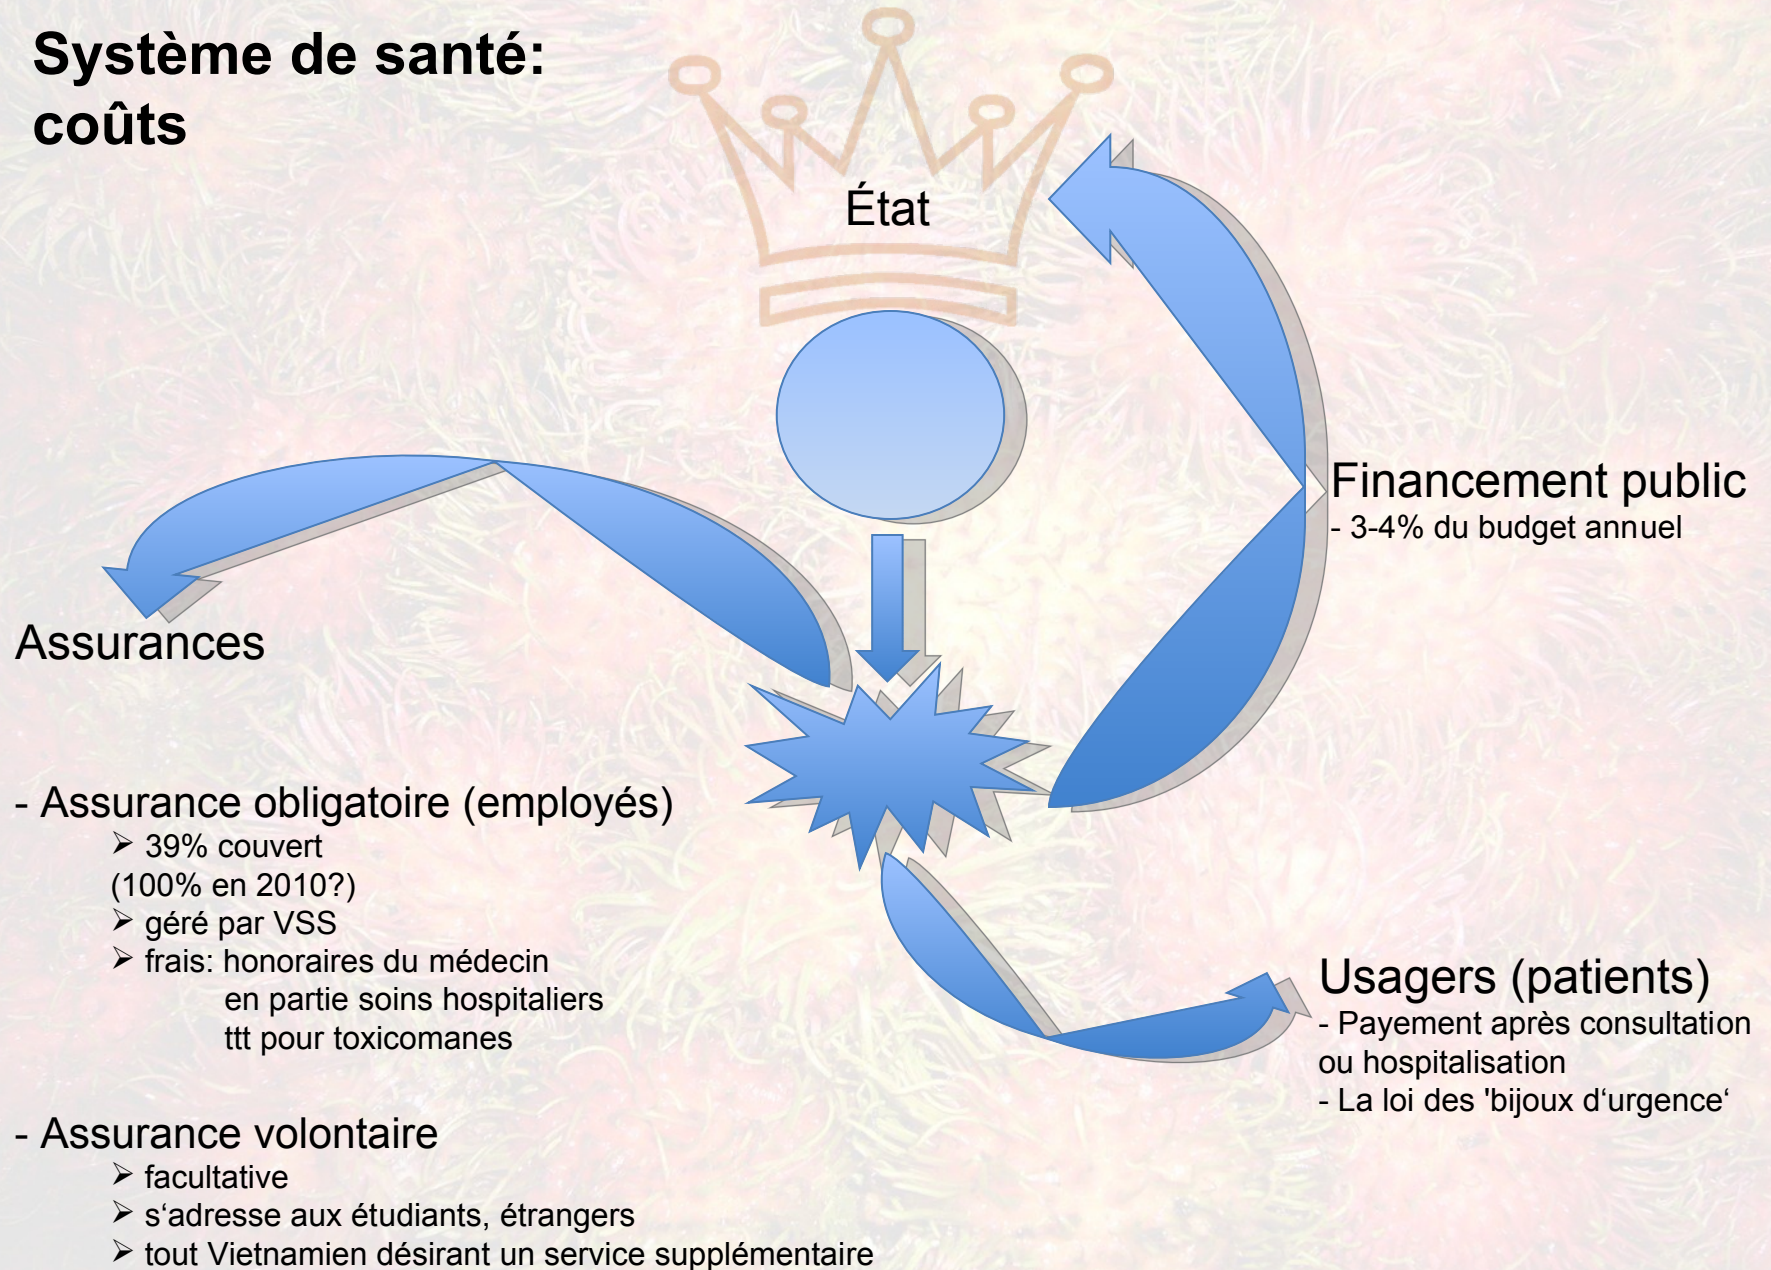 Système de santé:
coûts
État
Financement public
- 3-4% du budget annuel
Assurances
- Assurance obligatoire (employés)
➢ 39% couvert
(100% en 2010?)
➢ géré par VSS
➢ frais: honoraires du médecin
en partie soins hospitaliers
ttt pour toxicomanes
- Assurance volontaire
➢ facultative
➢ s‘adresse aux étudiants, étrangers
➢ tout Vietnamien désirant un service supplémentaire
Usagers (patients)
- Payement après consultation
ou hospitalisation
- La loi des 'bijoux d‘urgence‘